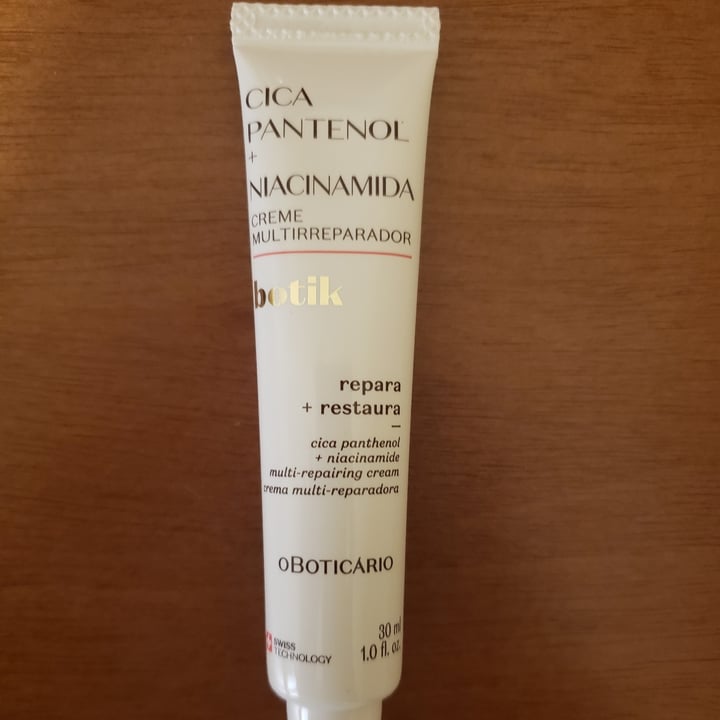 CICA
PANTENOL
+
NIACINAMIDA
CREME
MULTIRREPARADOR
botik
repara
+ restaura
cica panthenol
+ niacinamide
multi-repairing cream
crema multi-reparadora
oBOTICÁRIO
30 ml
1.0 fl. oz.
SWISS
TECHNOLOGY